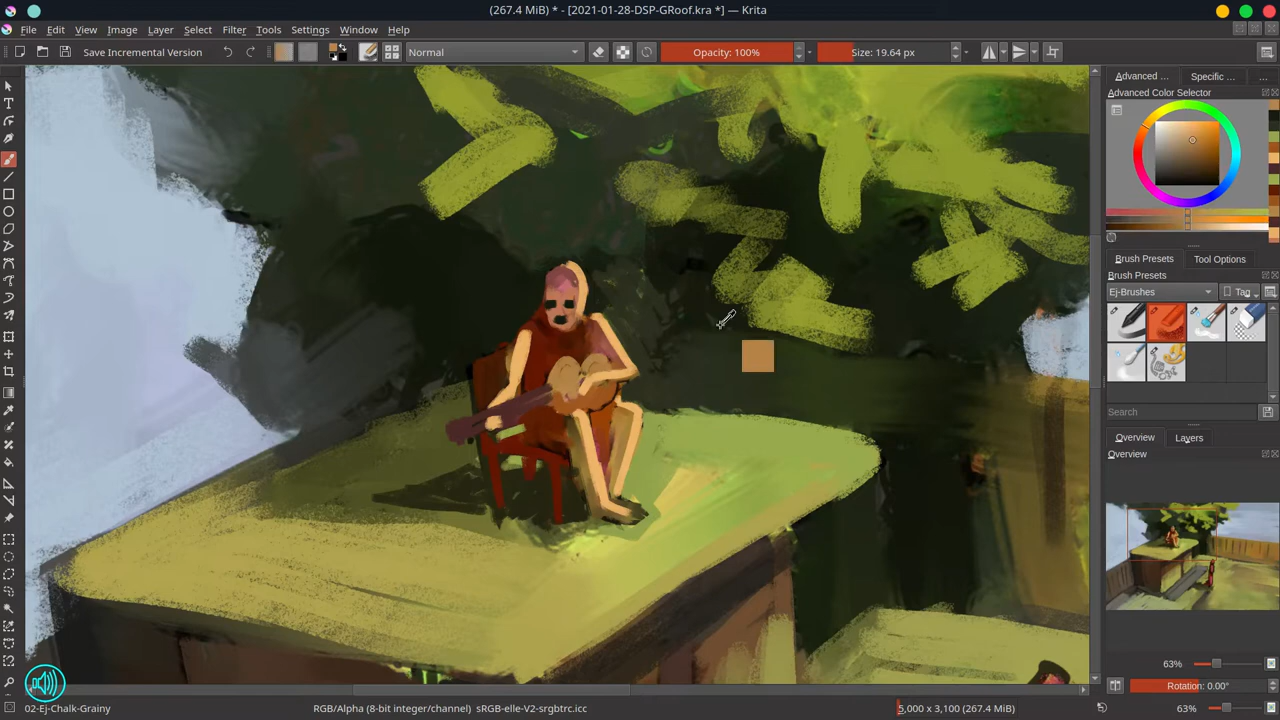 (267.4 MiB) * - [2021-01-28-DSP-GRoof.kra *] — Krita
File Edit View Image Layer Select Filter Tools Settings Window Help
Save Incremental Version Normal Opacity: 100% Size: 19.64 px
Advanced ... Specific ... ...
Advanced Color Selector
Brush Presets Tool Options
Brush Presets
Ej-Brushes Tag
Search
Overview Layers
Overview
63%
Rotation: 0.00°
02-Ej-Chalk-Grainy RGB/Alpha (8-bit integer/channel) sRGB-elle-V2-srgbtrc.icc 5,000 x 3,100 (267.4 MiB) 63%